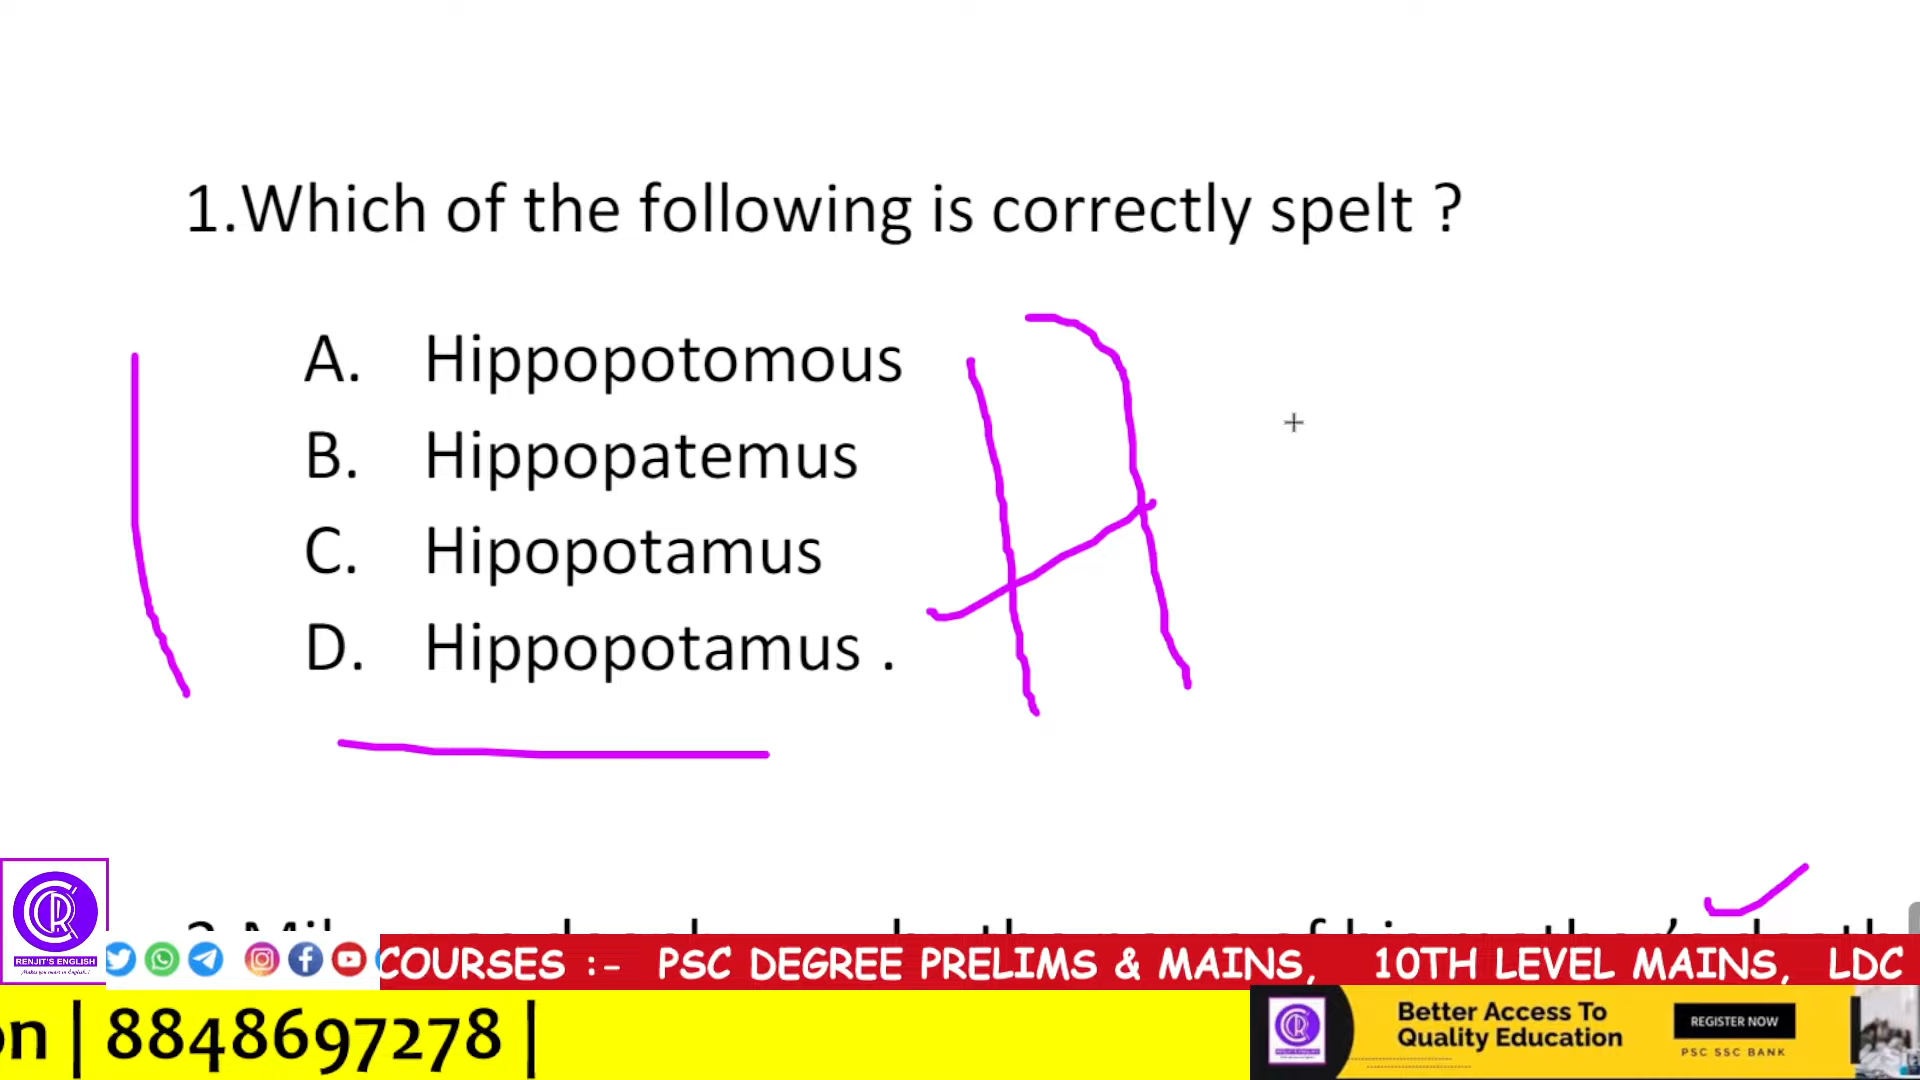 1.Which of the following is correctly spelt ?
A. Hippopotomous
B. Hippopatemus
C. Hipopotamus
D. Hippopotamus .
A
RENJIT'S ENGLISH
COURSES :- PSC DEGREE PRELIMS & MAINS, 10TH LEVEL MAINS, LDC
on | 8848697278 |
Better Access To
Quality Education
REGISTER NOW
PSC SSC BANK